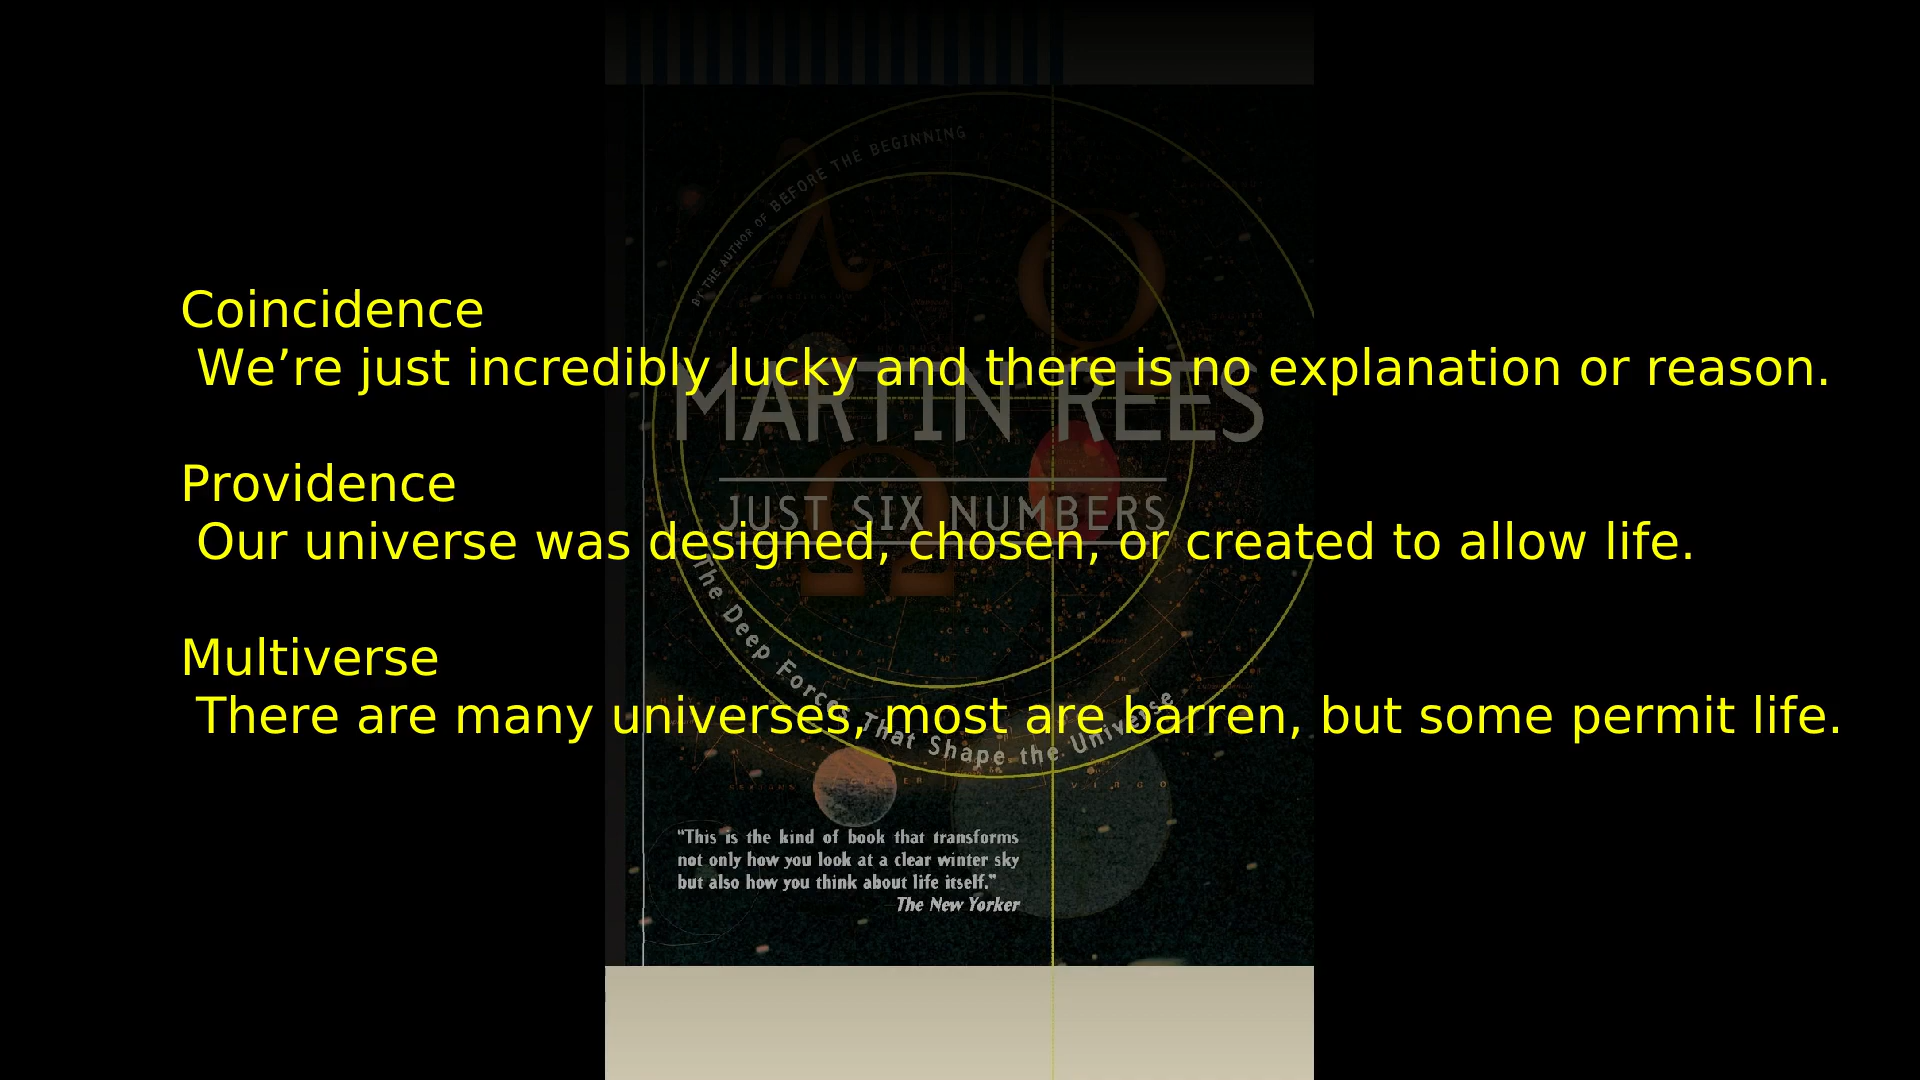 Coincidence
We’re just incredibly lucky and there is no explanation or reason.
Providence
Our universe was designed, chosen, or created to allow life.
Multiverse
There are many universes, most are barren, but some permit life.
BY THE AUTHOR OF BEFORE THE BEGINNING
λ Q
MARTIN REES
Ω
JUST SIX NUMBERS
The Deep Forces That Shape the Universe
VIRGO
“This is the kind of book that transforms
not only how you look at a clear winter sky
but also how you think about life itself.”
The New Yorker